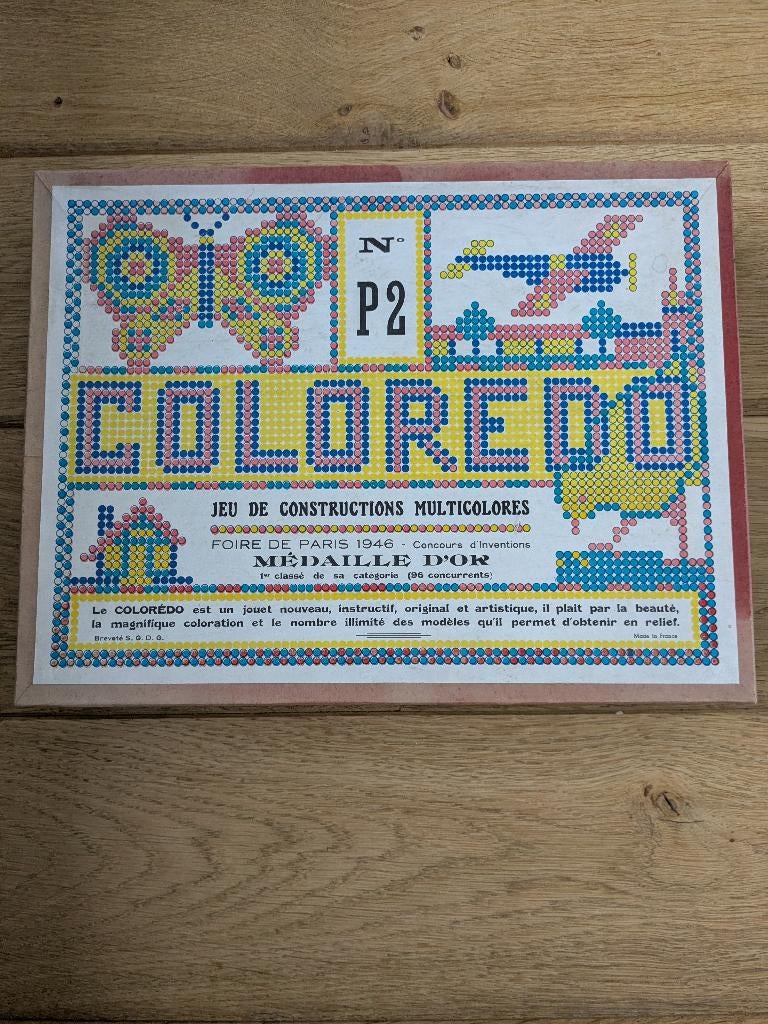 N°
P2
COLOREDO
JEU DE CONSTRUCTIONS MULTICOLORES
FOIRE DE PARIS 1946 - Concours d'Inventions
MÉDAILLE D'OR
1er classé de sa categorie (96 concurrents)
Le COLORÉDO est un jouet nouveau, instructif, original et artistique, il plait par la beauté,
la magnifique coloration et le nombre illimité des modèles qu'il permet d'obtenir en relief.
Breveté S. G. D. G.
Made in France